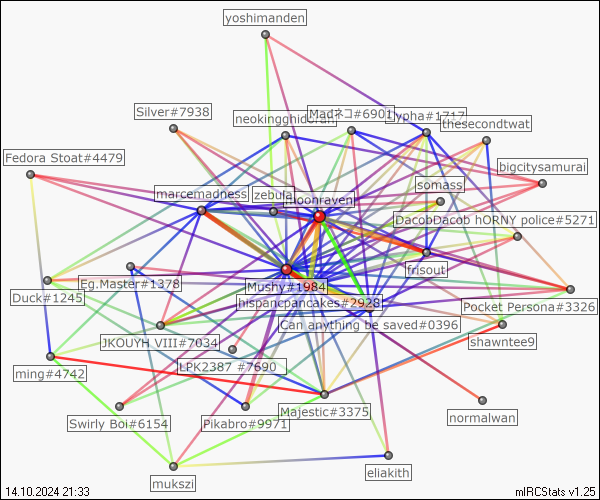 yoshimanden
Silver#7938
neokingghidorah
Madネコ#6901
Lypha#1717
thesecondtwat
Fedora Stoat#4479
bigcitysamurai
marcemadness
zebula
moonraven
somass
DacobDacob hORNY police#5271
frisout
Mushy#1984
Eg.Master#1378
Duck#1245
hispanicpancakes#2928
Pocket Persona#3326
Can anything be saved#0396
shawntee9
JKOUYH VIII#7034
LPK2387 #7690
ming#4742
Swirly Boi#6154
Pikabro#9971
Majestic#3375
normalwan
mukszi
eliakith
14.10.2024 21:33
mIRCStats v1.25